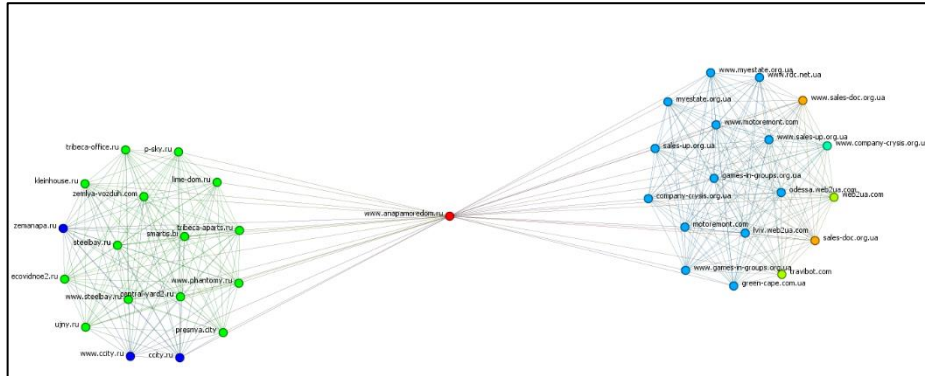 www.myestate.org.ua
www.rdc.net.ua
myestate.org.ua
www.sales-doc.org.ua
www.motoremont.com
www.sales-up.org.ua
sales-up.org.ua
www.company-crysis.org.u
games-in-groups.org.ua
odessa.web2ua.com
web2ua.com
company-crysis.org.ua
motoremont.com
lviv.web2ua.com
sales-doc.org.ua
www.games-in-groups.org.ua
travibot.com
green-cape.com.ua
www.anapamoredom.ru
tribeca-office.ru
p-sky.ru
kleinhouse.ru
lime-dom.ru
zemlya-vozduh.com
zemanapa.ru
tribeca-aparts.ru
smartis.bi
steelbay.ru
ecovidnoe2.ru
www.phantomy.ru
www.steelbay.ru
central-yard2.ru
ujny.ru
presnya.city
www.ccity.ru
ccity.ru